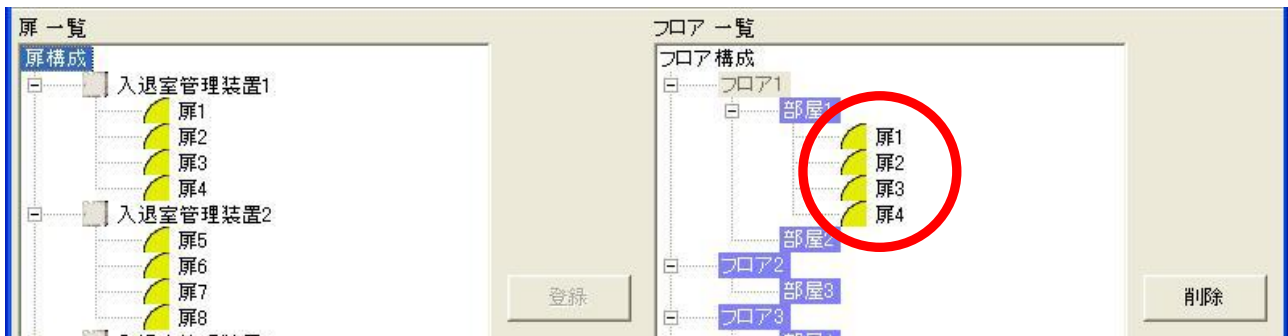 扉 一覧
扉構成
入退室管理装置1
扉1
扉2
扉3
扉4
入退室管理装置2
扉5
扉6
扉7
扉8
登録
フロア 一覧
フロア構成
フロア1
部屋1
扉1
扉2
扉3
扉4
部屋2
フロア2
部屋3
フロア3
削除